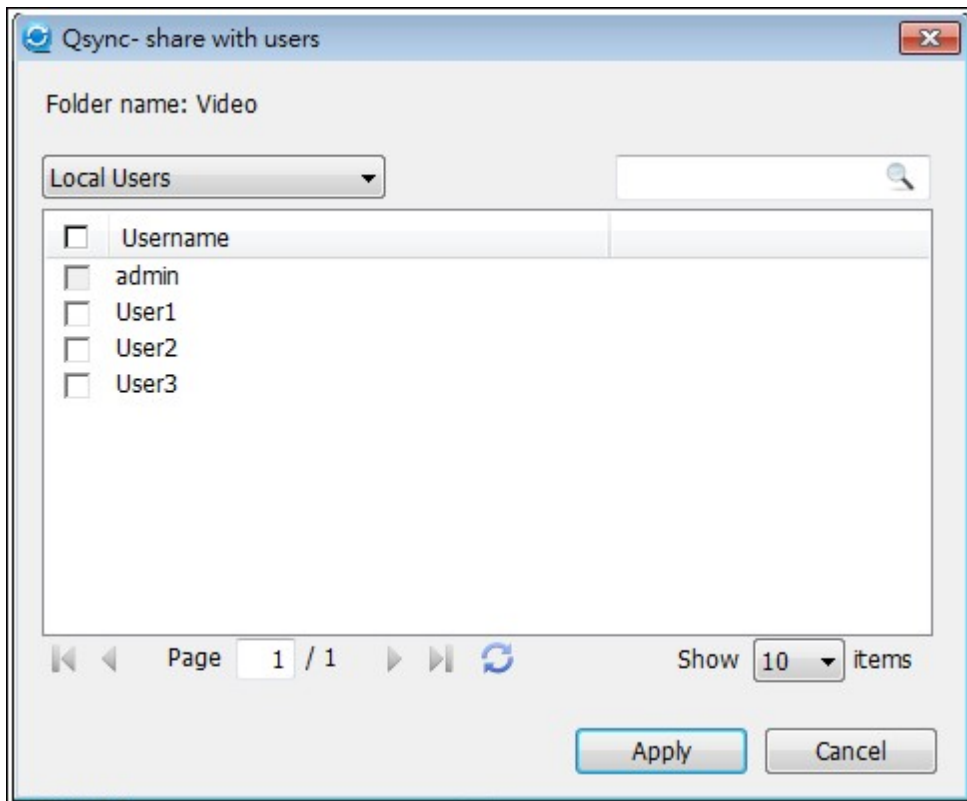 Qsync- share with users
Folder name: Video
Local Users
Username
admin
User1
User2
User3
Page 1 / 1 Show 10 items
Apply Cancel